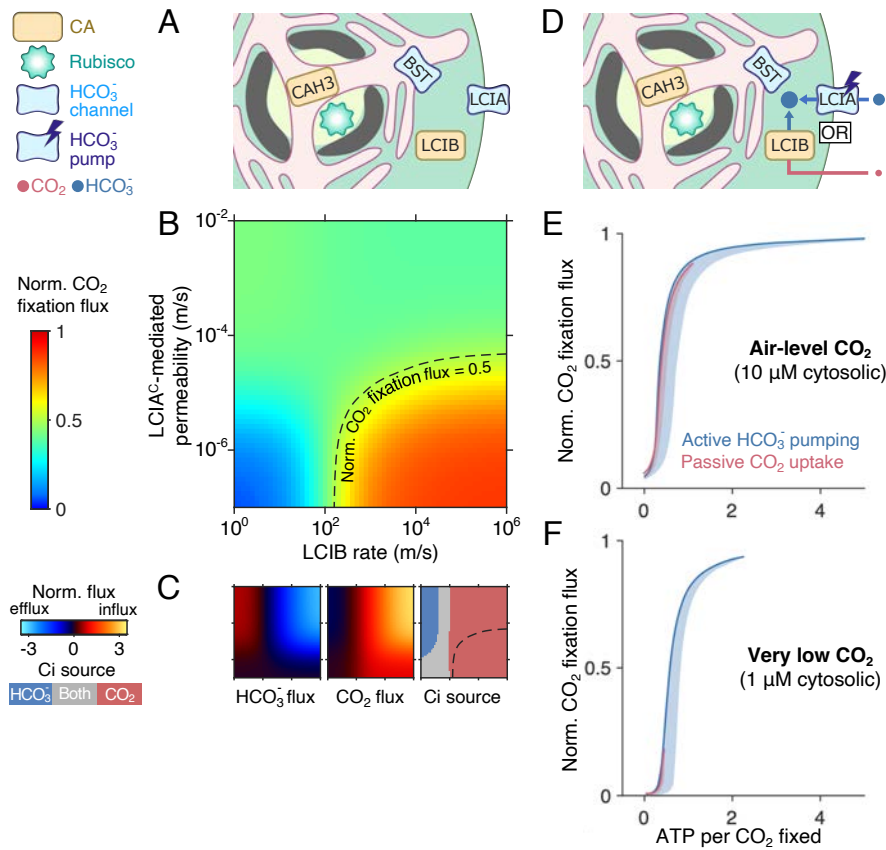 CA
Rubisco
HCO3-
channel
HCO3-
pump
CO2 HCO3-
A
CAH3
BST
LCIA
LCIB
D
CAH3
BST
LCIA
OR
LCIB
Norm. CO2
fixation flux
1
0.5
0
B
LCIA^C-mediated
permeability (m/s)
10^-2
10^-4
10^-6
Norm. CO2 fixation flux = 0.5
10^0 10^2 10^4 10^6
LCIB rate (m/s)
E
Norm. CO2 fixation flux
1
0.5
0
Air-level CO2
(10 μM cytosolic)
Active HCO3- pumping
Passive CO2 uptake
0 2 4
Norm. flux
efflux influx
-3 0 3
Ci source
HCO3- Both CO2
C
HCO3- flux CO2 flux Ci source
F
Norm. CO2 fixation flux
1
0.5
0
Very low CO2
(1 μM cytosolic)
0 2 4
ATP per CO2 fixed